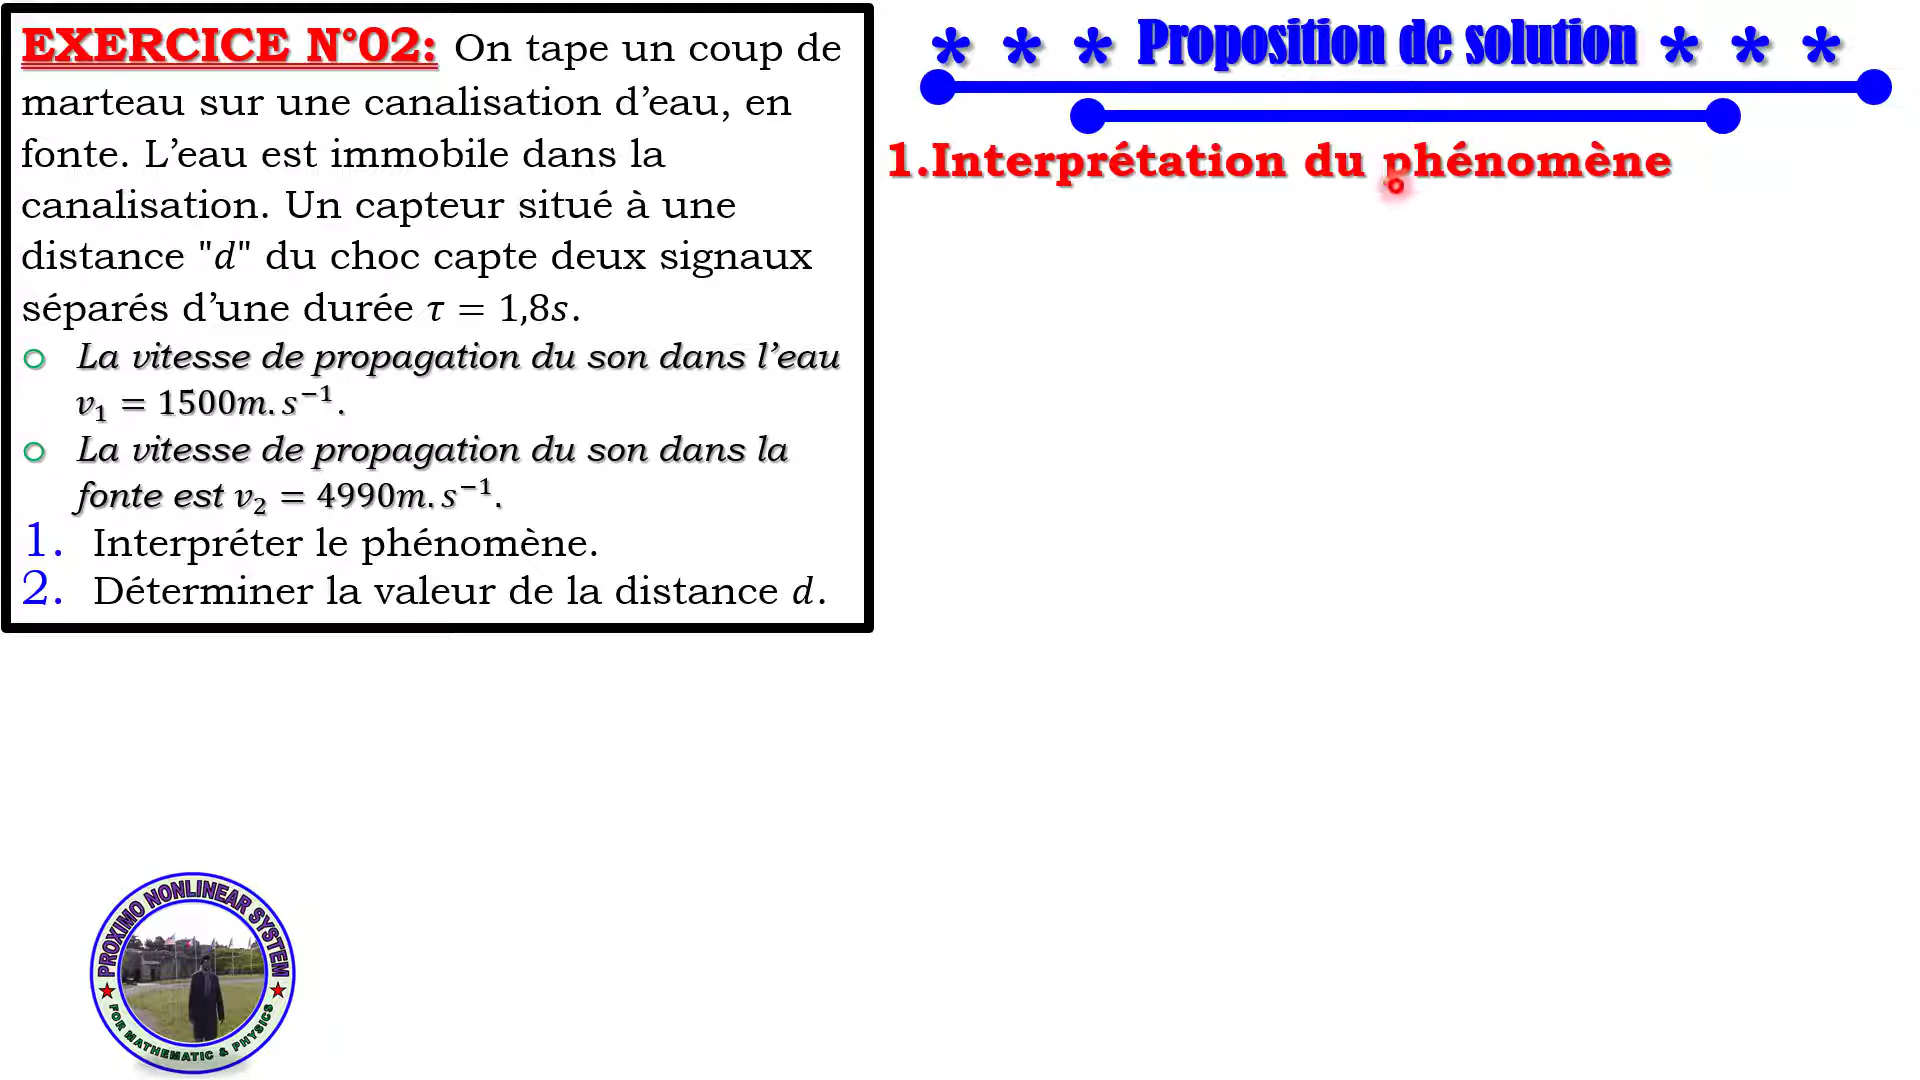 EXERCICE N°02: On tape un coup de
marteau sur une canalisation d’eau, en
fonte. L’eau est immobile dans la
canalisation. Un capteur situé à une
distance "d" du choc capte deux signaux
séparés d’une durée τ = 1,8s.
○ La vitesse de propagation du son dans l’eau
v₁ = 1500m.s⁻¹.
○ La vitesse de propagation du son dans la
fonte est v₂ = 4990m.s⁻¹.
1. Interpréter le phénomène.
2. Déterminer la valeur de la distance d.
* * * Proposition de solution * * *
1.Interprétation du phénomène
PROXIMO NONLINEAR SYSTEM
★ FOR MATHEMATIC & PHYSICS ★